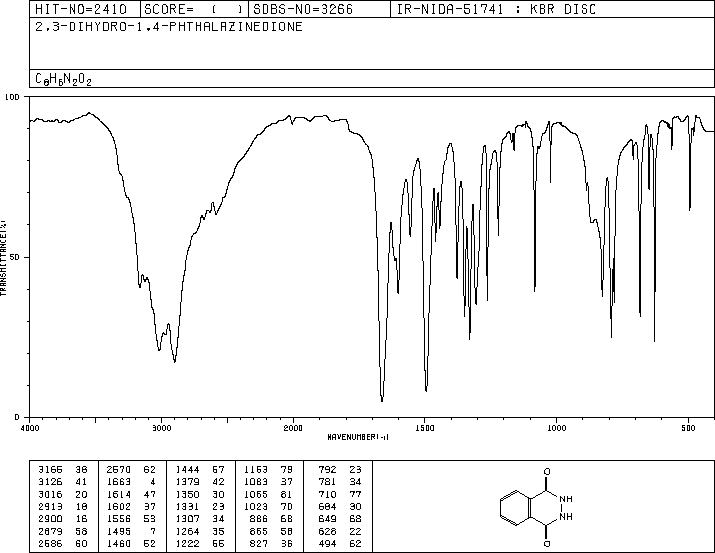 HIT-NO=2410 SCORE= ( ) SDBS-NO=3266 IR-NIDA-51741 : KBR DISC
2,3-DIHYDRO-1,4-PHTHALAZINEDIONE
C8H6N2O2
100
50
0
TRANSMITTANCE(%)
4000 3000 2000 1500 1000 500
WAVENUMBER(-1)
3165 38 2570 62 1444 57 1153 79 792 23
3126 41 1663 4 1379 42 1083 37 781 34
3016 20 1614 47 1350 30 1065 81 710 77
2913 18 1602 37 1331 23 1023 70 684 30
2900 16 1556 53 1307 34 886 68 649 68
2679 58 1495 7 1264 35 865 58 628 22
2586 60 1460 52 1222 55 827 36 494 62
O
NH
NH
O